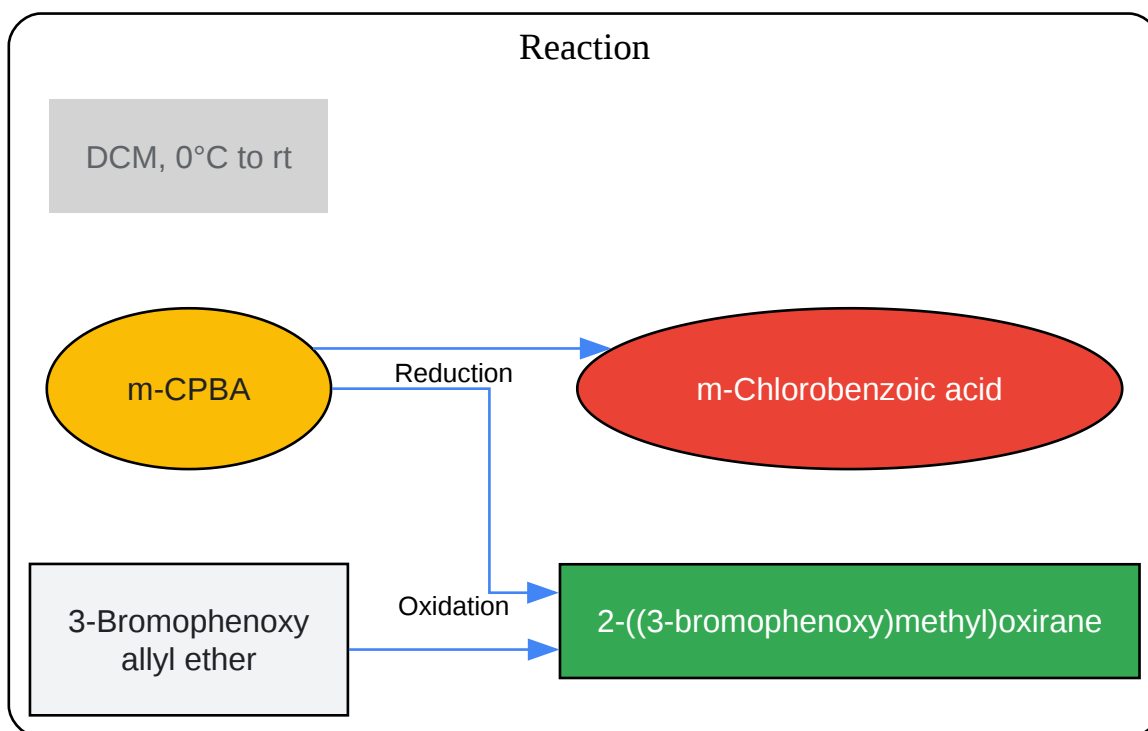 Reaction
DCM, 0°C to rt
m-CPBA
Reduction
m-Chlorobenzoic acid
3-Bromophenoxy
allyl ether
Oxidation
2-((3-bromophenoxy)methyl)oxirane